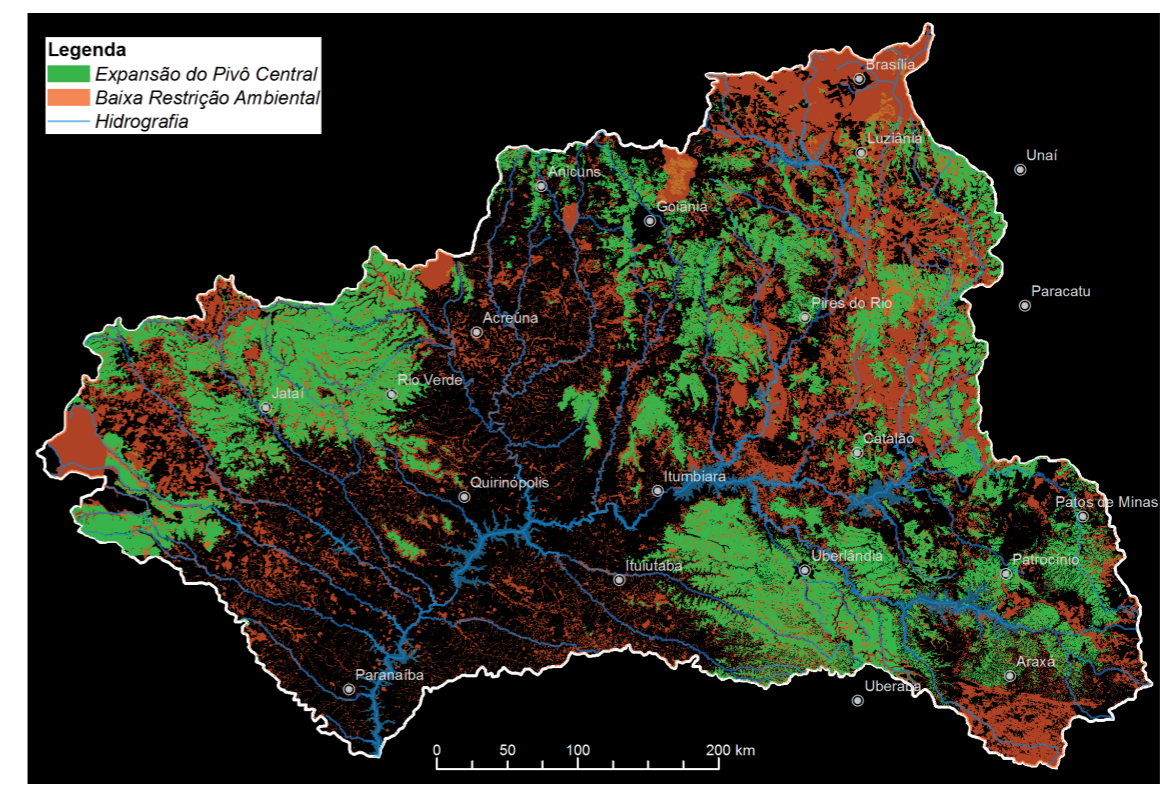 Legenda
Expansão do Pivô Central
Baixa Restrição Ambiental
Hidrografia
Brasília
Luziânia
Unaí
Anicuns
Goiânia
Paracatu
Pires do Rio
Acreúna
Rio Verde
Jataí
Catalão
Itumbiara
Quirinópolis
Patos de Minas
Uberlândia
Patrocínio
Ituiutaba
Araxá
Paranaíba
Uberaba
0 50 100 200 km